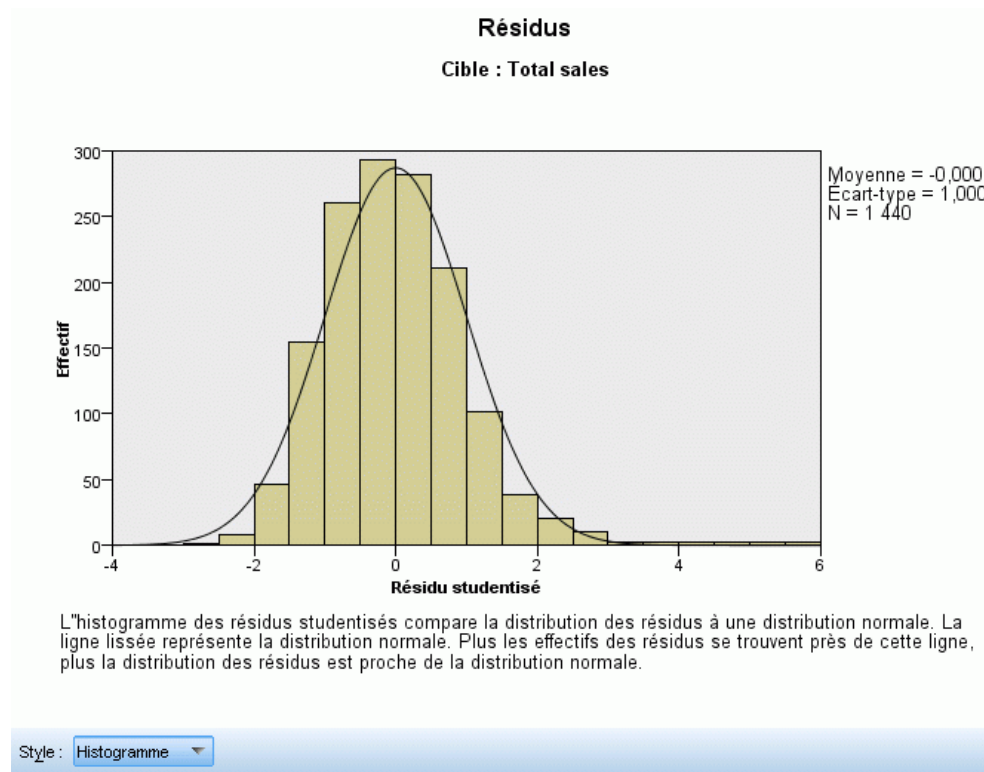 Résidus
Cible : Total sales
300
250
200
150
100
50
0
Effectif
-4
-2
0
2
4
6
Résidu studentisé
Moyenne = -0,000
Écart-type = 1,000
N = 1 440
L"histogramme des résidus studentisés compare la distribution des résidus à une distribution normale. La
ligne lissée représente la distribution normale. Plus les effectifs des résidus se trouvent près de cette ligne,
plus la distribution des résidus est proche de la distribution normale.
Style : Histogramme